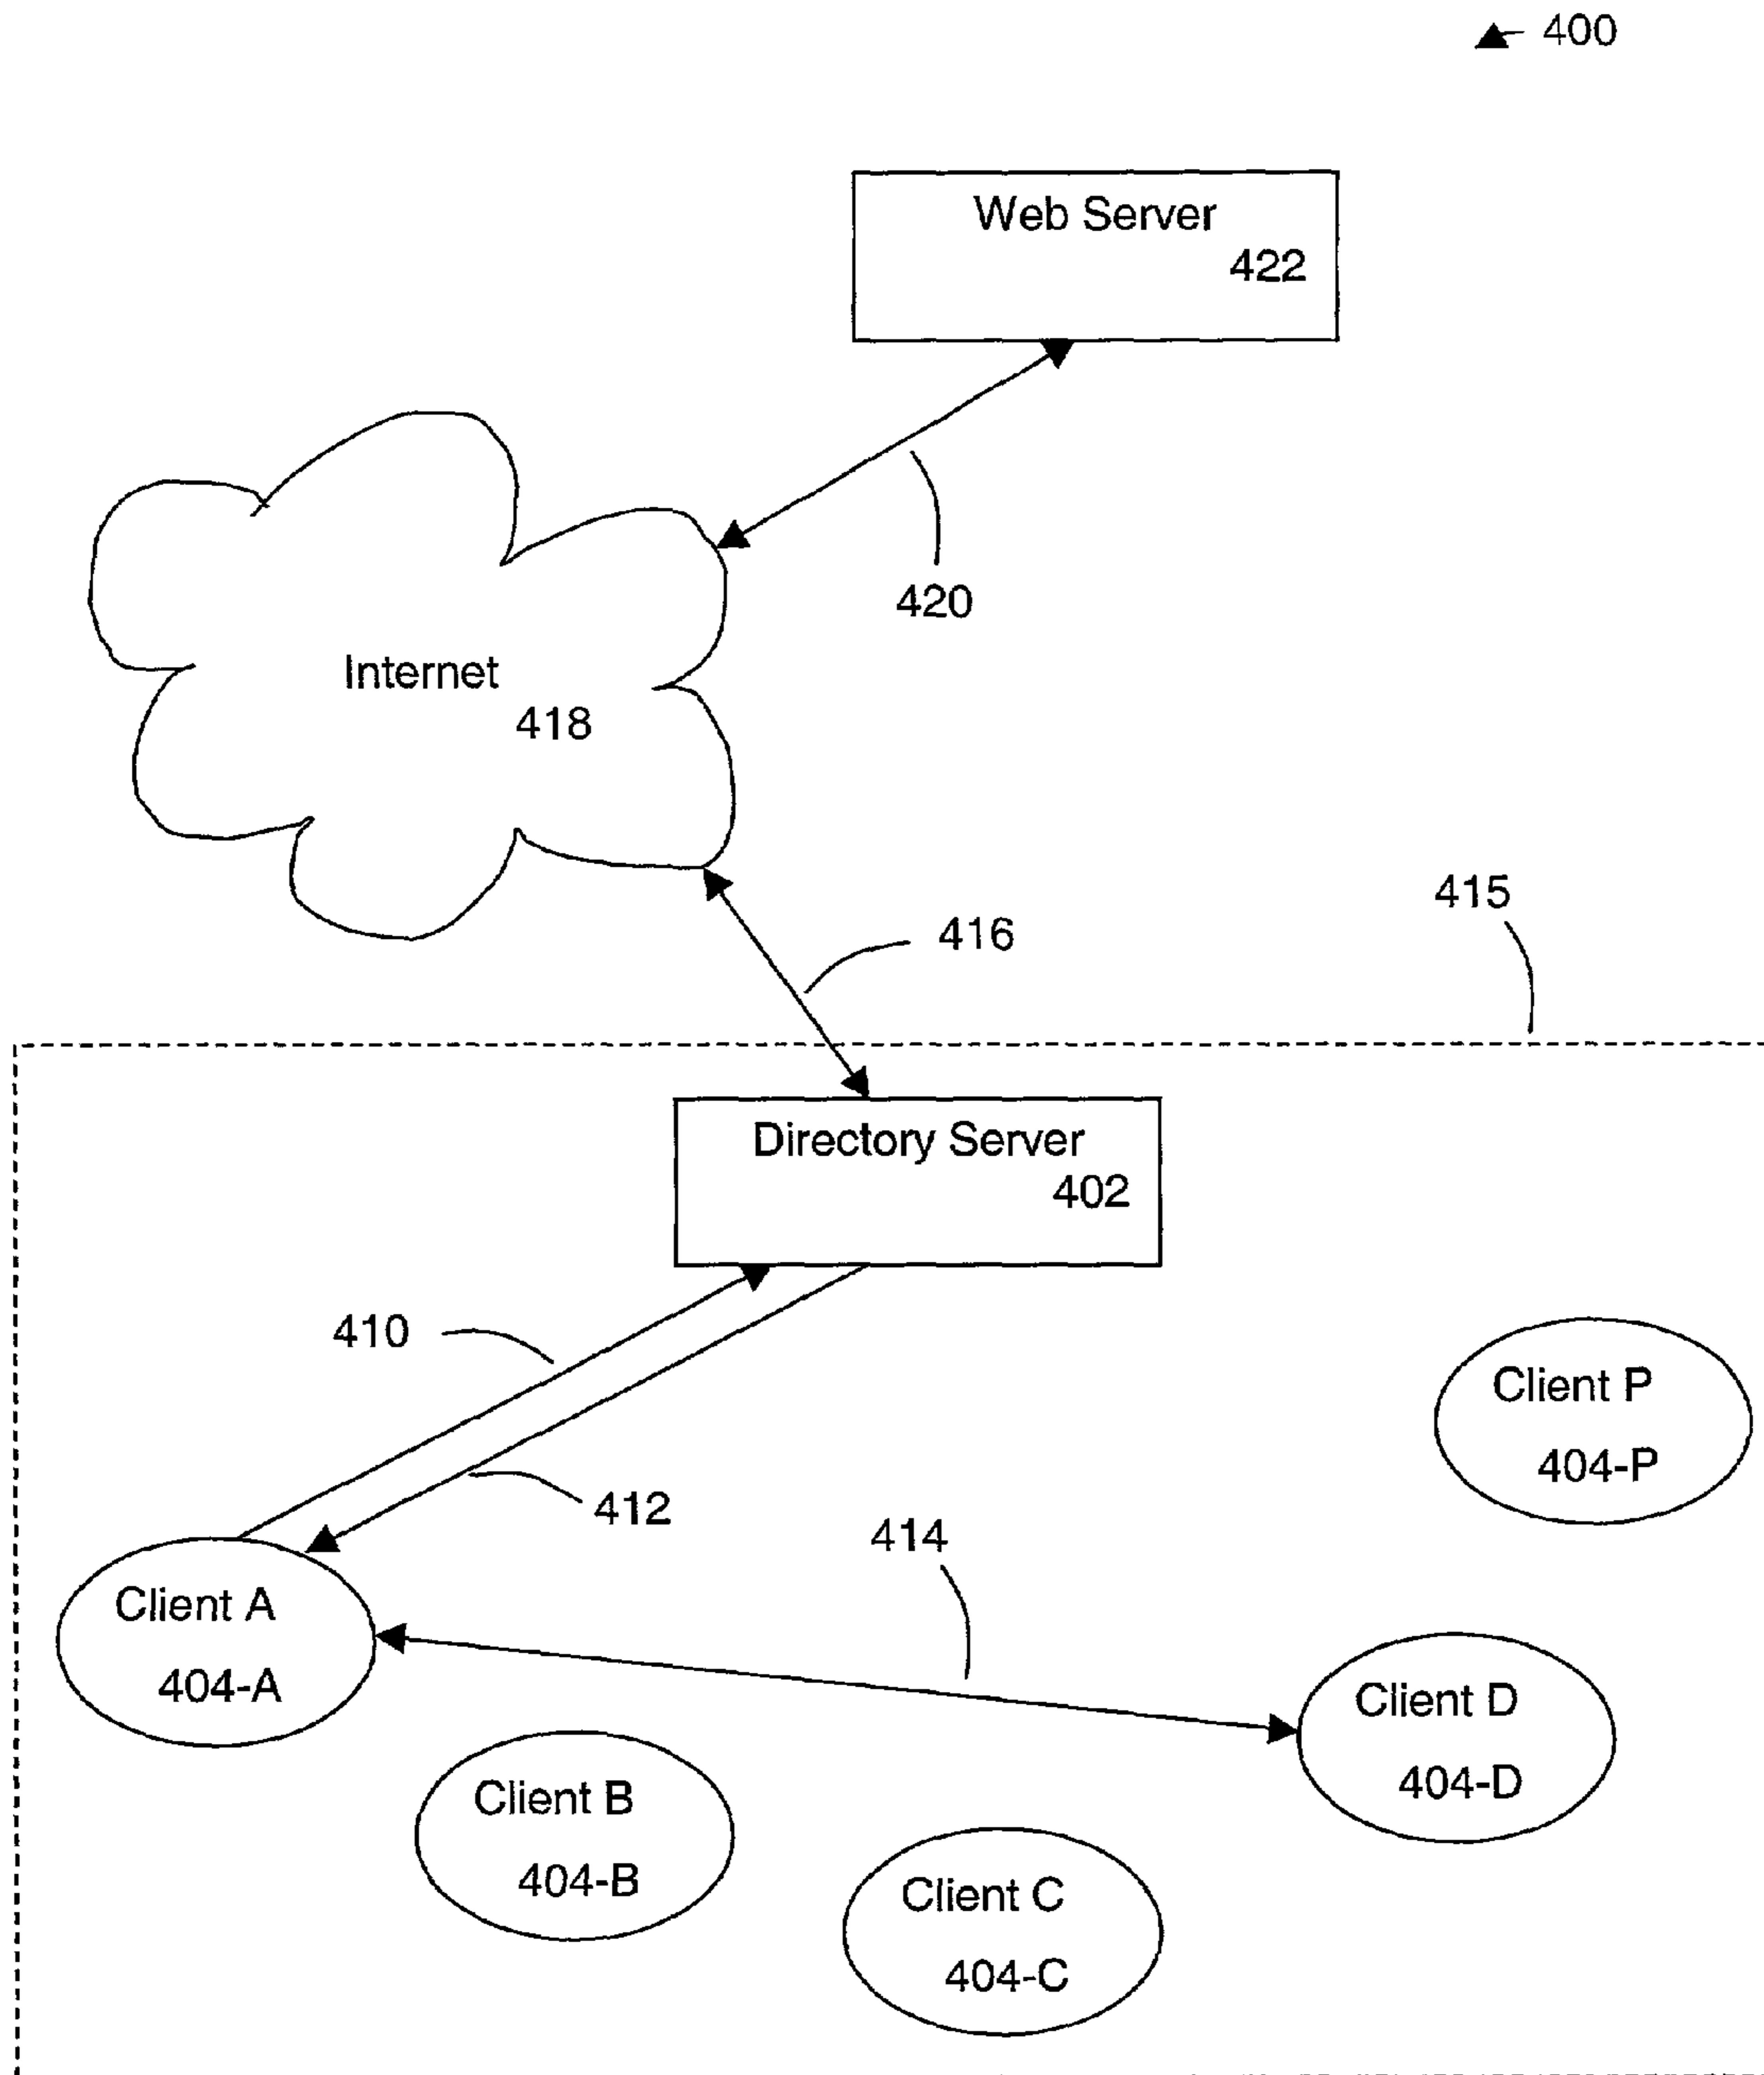 400
Web Server
422
420
Internet
418
415
416
Directory Server
402
410
Client P
404-P
412
414
Client A
404-A
Client D
404-D
Client B
404-B
Client C
404-C